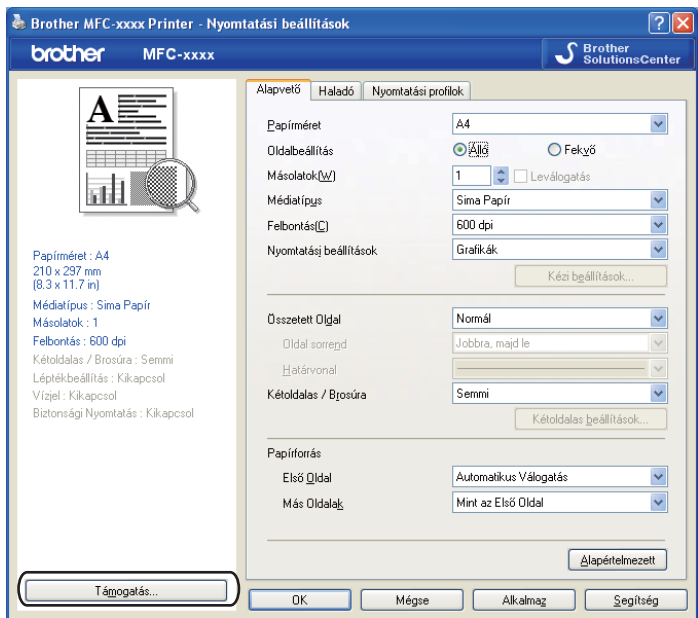 Brother MFC-xxxx Printer - Nyomtatási beállítások
brother MFC-xxxx
Brother
SolutionsCenter
A
Papírméret : A4
210 x 297 mm
(8.3 x 11.7 in)
Médiatípus : Sima Papír
Másolatok : 1
Felbontás : 600 dpi
Kétoldalas / Brosúra : Semmi
Léptékbeállítás : Kikapcsol
Vízjel : Kikapcsol
Biztonsági Nyomtatás : Kikapcsol
Támogatás...
Alapvető Haladó Nyomtatási profilok
Papírméret A4
Oldalbeállítás Álló Fekvő
Másolatok(W) 1 Leválogatás
Médiatípus Sima Papír
Felbontás(C) 600 dpi
Nyomtatási beállítások Grafikák
Kézi beállítások...
Összetett Oldal Normál
Oldal sorrend Jobbra, majd le
Határvonal
Kétoldalas / Brosúra Semmi
Kétoldalas beállítások...
Papírforrás
Első Oldal Automatikus Válogatás
Más Oldalak Mint az Első Oldal
Alapértelmezett
OK Mégse Alkalmaz Segítség